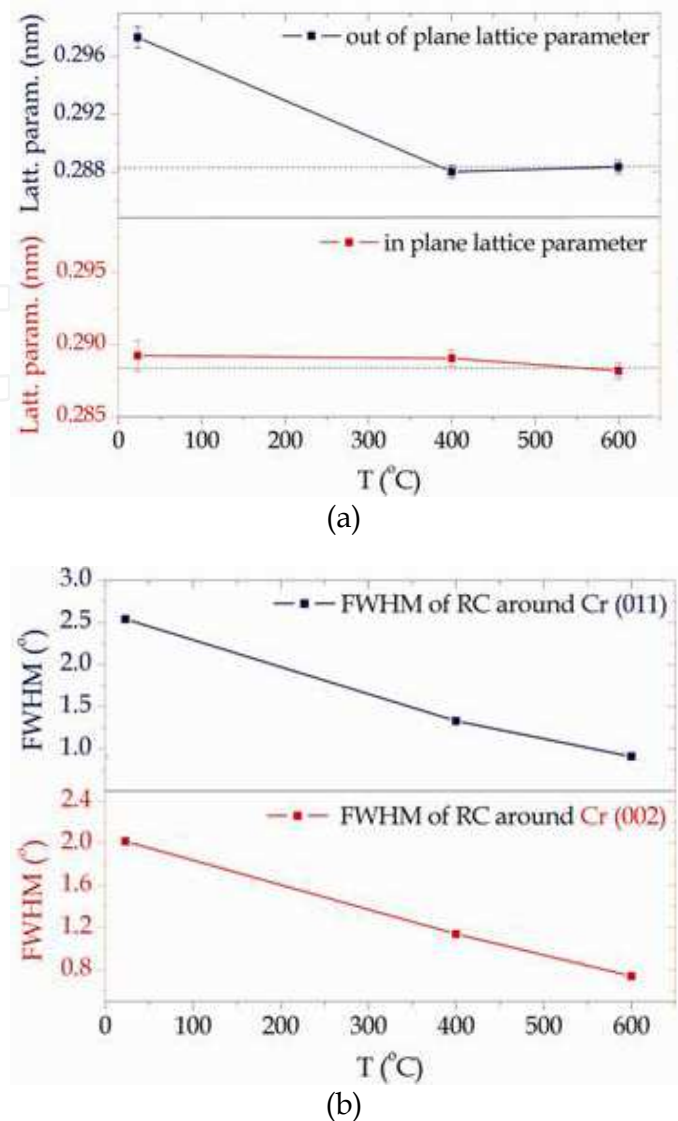 out of plane lattice parameter
Latt. param. (nm)
0.296
0.292
0.288
in plane lattice parameter
Latt. param. (nm)
0.295
0.290
0.285
0 100 200 300 400 500 600
T (°C)
(a)
FWHM of RC around Cr (011)
FWHM (°)
3.0
2.5
2.0
1.5
1.0
FWHM of RC around Cr (002)
FWHM (°)
2.4
2.0
1.6
1.2
0.8
0 100 200 300 400 500 600
T (°C)
(b)